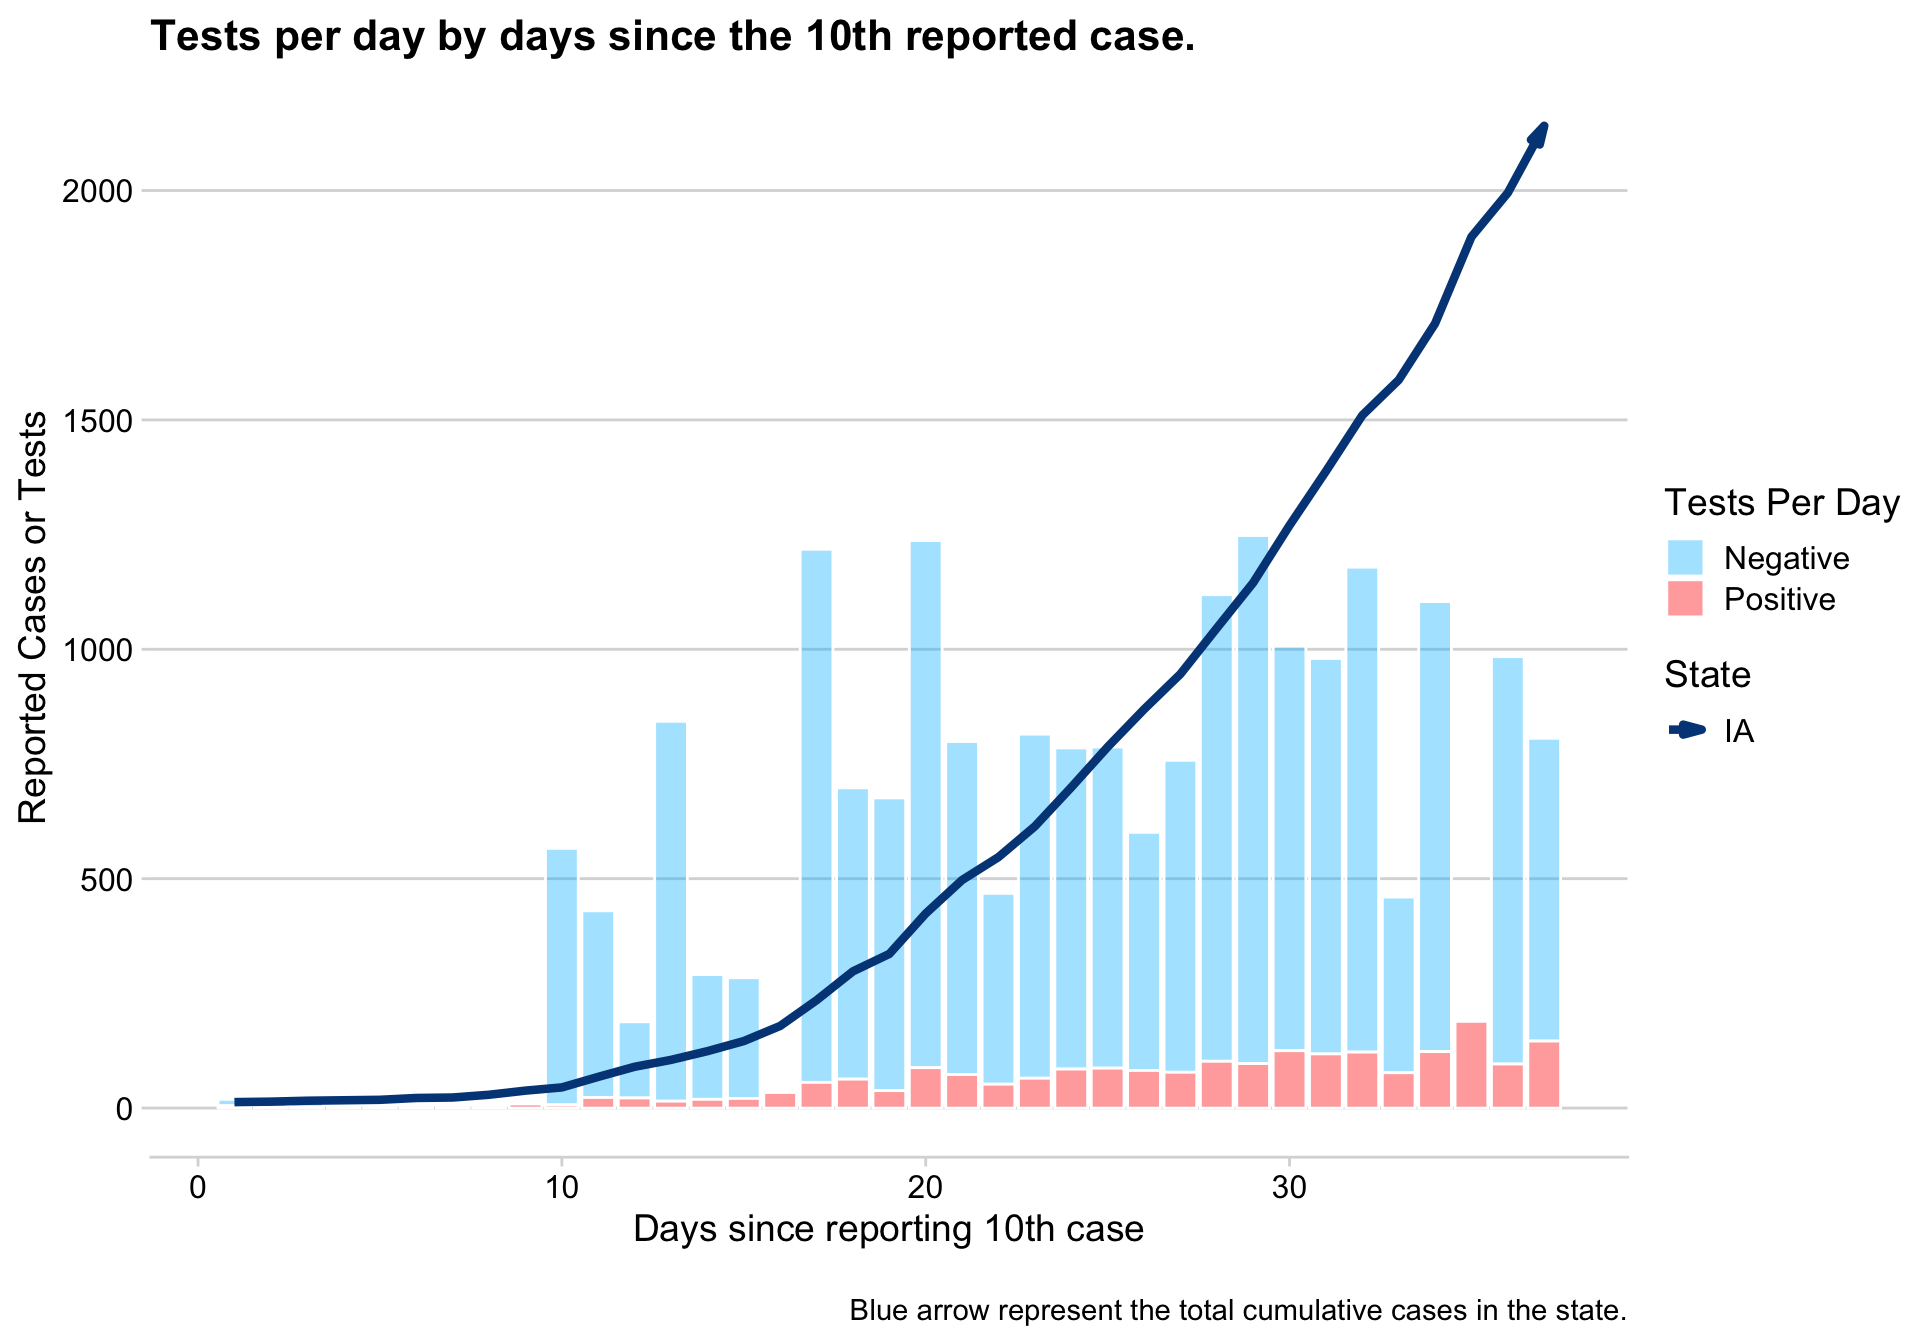 Tests per day by days since the 10th reported case.
2000
1500
1000
500
0
Reported Cases or Tests
0 10 20 30
Days since reporting 10th case
Tests Per Day
Negative
Positive
State
IA
Blue arrow represent the total cumulative cases in the state.